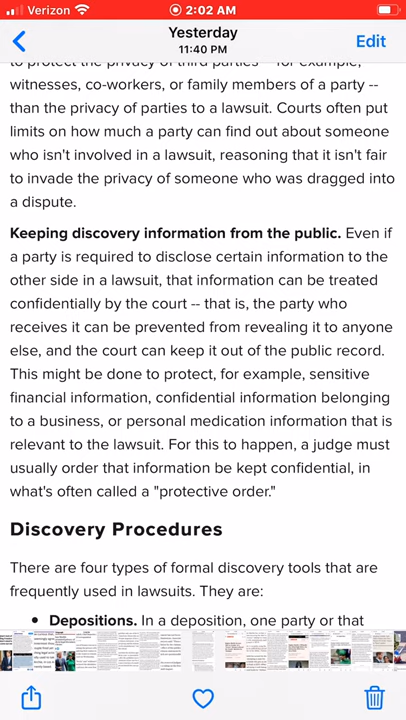 Verizon 2:02 AM
Yesterday
11:40 PM
Edit
to protect the privacy of third parties -- for example,
witnesses, co-workers, or family members of a party --
than the privacy of parties to a lawsuit. Courts often put
limits on how much a party can find out about someone
who isn't involved in a lawsuit, reasoning that it isn't fair
to invade the privacy of someone who was dragged into
a dispute.
Keeping discovery information from the public. Even if
a party is required to disclose certain information to the
other side in a lawsuit, that information can be treated
confidentially by the court -- that is, the party who
receives it can be prevented from revealing it to anyone
else, and the court can keep it out of the public record.
This might be done to protect, for example, sensitive
financial information, confidential information belonging
to a business, or personal medication information that is
relevant to the lawsuit. For this to happen, a judge must
usually order that information be kept confidential, in
what's often called a "protective order."
Discovery Procedures
There are four types of formal discovery tools that are
frequently used in lawsuits. They are:
• Depositions. In a deposition, one party or that